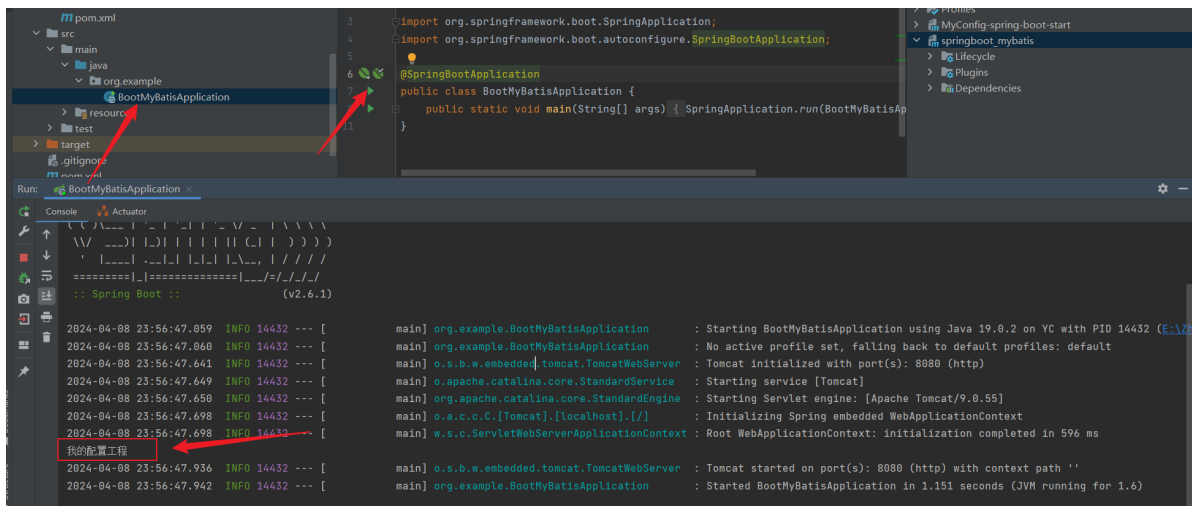 pom.xml
src
main
java
org.example
BootMyBatisApplication
resource
test
target
.gitignore
pom.xml
3
import org.springframework.boot.SpringApplication;
4
import org.springframework.boot.autoconfigure.SpringBootApplication;
5
6
@SpringBootApplication
7
public class BootMyBatisApplication {
public static void main(String[] args) { SpringApplication.run(BootMyBatisAp
11
}
Profiles
MyConfig-spring-boot-start
springboot_mybatis
Lifecycle
Plugins
Dependencies
Run: BootMyBatisApplication ×
Console Actuator
:: Spring Boot :: (v2.6.1)
2024-04-08 23:56:47.059 INFO 14432 --- [ main] org.example.BootMyBatisApplication : Starting BootMyBatisApplication using Java 19.0.2 on YC with PID 14432 (E:\Zh
2024-04-08 23:56:47.060 INFO 14432 --- [ main] org.example.BootMyBatisApplication : No active profile set, falling back to default profiles: default
2024-04-08 23:56:47.641 INFO 14432 --- [ main] o.s.b.w.embedded.tomcat.TomcatWebServer : Tomcat initialized with port(s): 8080 (http)
2024-04-08 23:56:47.649 INFO 14432 --- [ main] o.apache.catalina.core.StandardService : Starting service [Tomcat]
2024-04-08 23:56:47.650 INFO 14432 --- [ main] org.apache.catalina.core.StandardEngine : Starting Servlet engine: [Apache Tomcat/9.0.55]
2024-04-08 23:56:47.698 INFO 14432 --- [ main] o.a.c.c.C.[Tomcat].[localhost].[/] : Initializing Spring embedded WebApplicationContext
2024-04-08 23:56:47.698 INFO 14432 --- [ main] w.s.c.ServletWebServerApplicationContext : Root WebApplicationContext: initialization completed in 596 ms
我的配置工程
2024-04-08 23:56:47.936 INFO 14432 --- [ main] o.s.b.w.embedded.tomcat.TomcatWebServer : Tomcat started on port(s): 8080 (http) with context path ''
2024-04-08 23:56:47.942 INFO 14432 --- [ main] org.example.BootMyBatisApplication : Started BootMyBatisApplication in 1.151 seconds (JVM running for 1.6)